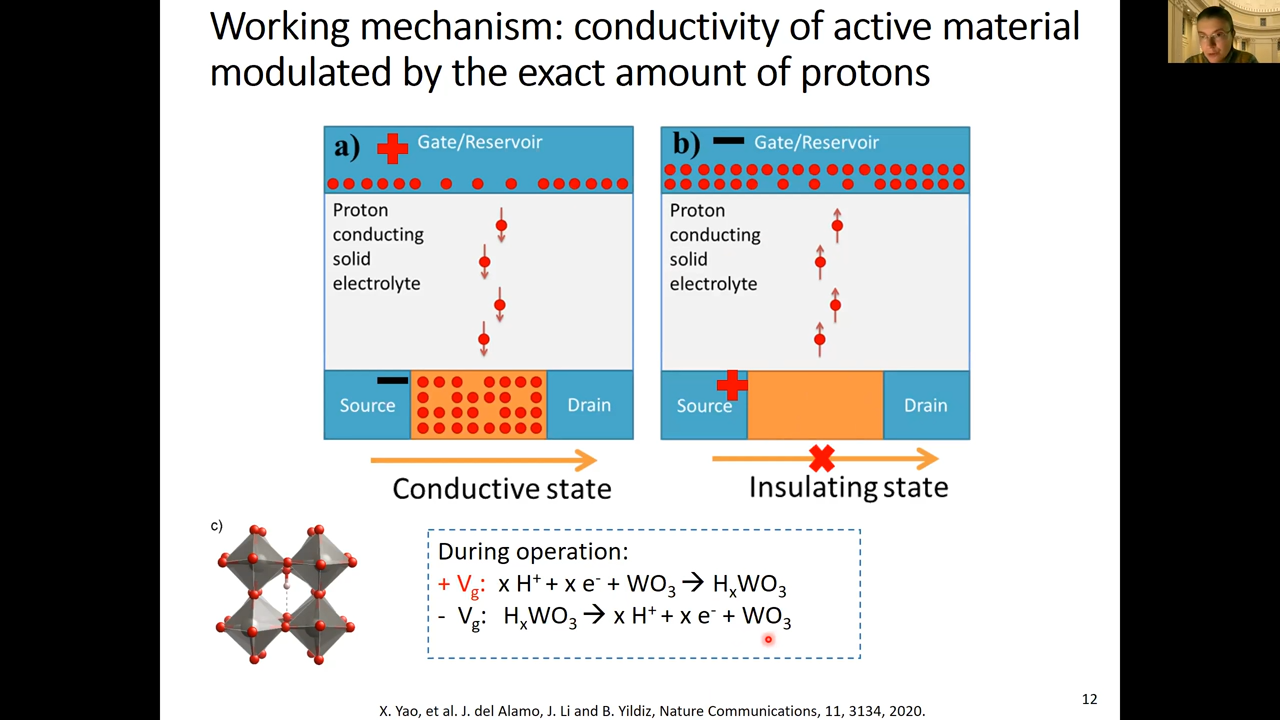 Working mechanism: conductivity of active material
modulated by the exact amount of protons
a)
Gate/Reservoir
Proton
conducting
solid
electrolyte
Source
Drain
Conductive state
b)
Gate/Reservoir
Proton
conducting
solid
electrolyte
Source
Drain
Insulating state
c)
During operation:
+ Vg: x H⁺ + x e⁻ + WO₃ → HₓWO₃
- Vg: HₓWO₃ → x H⁺ + x e⁻ + WO₃
12
X. Yao, et al. J. del Alamo, J. Li and B. Yildiz, Nature Communications, 11, 3134, 2020.